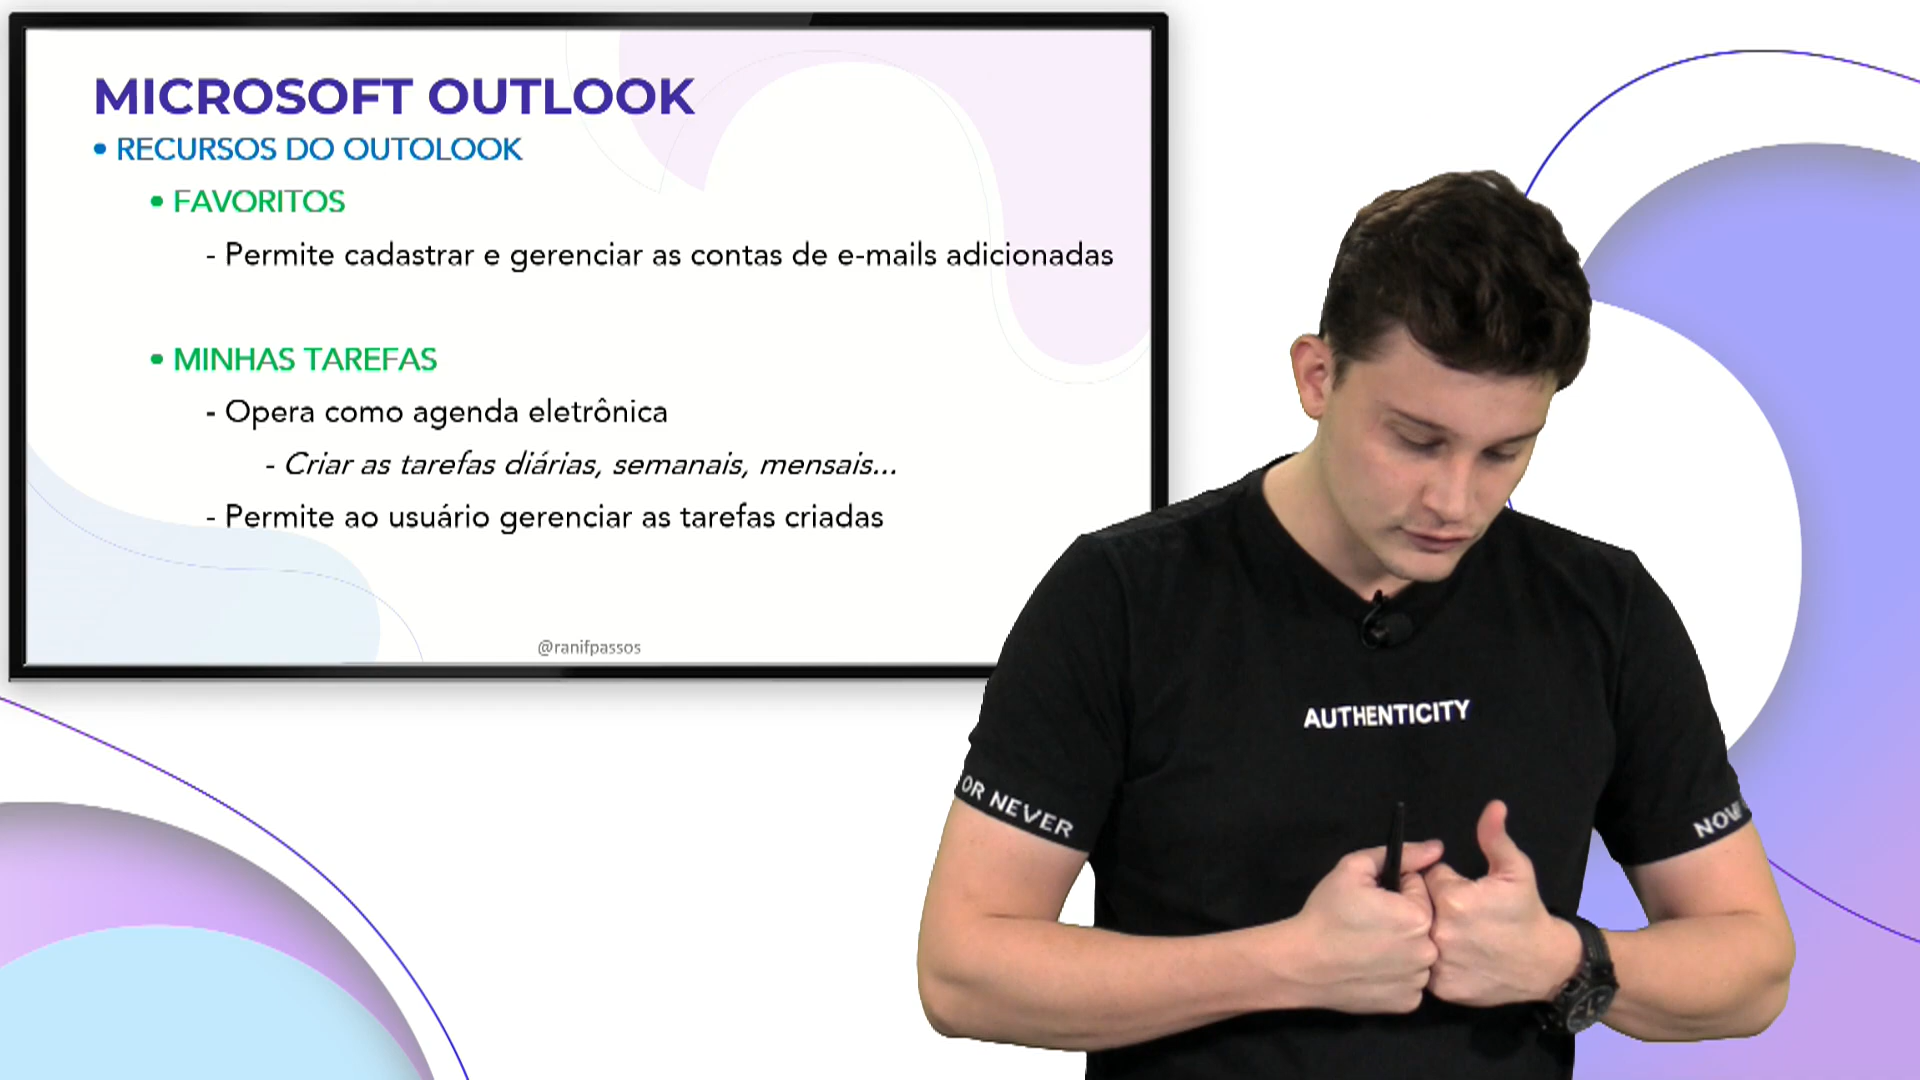 MICROSOFT OUTLOOK
• RECURSOS DO OUTOLOOK
• FAVORITOS
- Permite cadastrar e gerenciar as contas de e-mails adicionadas
• MINHAS TAREFAS
- Opera como agenda eletrônica
- Criar as tarefas diárias, semanais, mensais...
- Permite ao usuário gerenciar as tarefas criadas
@ranifpassos
AUTHENTICITY
OR NEVER
NOW